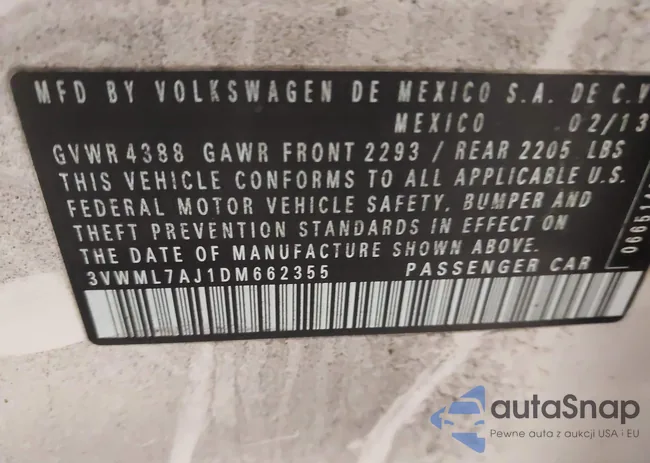 MFD BY VOLKSWAGEN DE MEXICO S.A. DE C.V
MEXICO 02/13
GVWR 4388 GAWR FRONT 2293 / REAR 2205 LBS
THIS VEHICLE CONFORMS TO ALL APPLICABLE U.S.
FEDERAL MOTOR VEHICLE SAFETY, BUMPER AND
THEFT PREVENTION STANDARDS IN EFFECT ON
THE DATE OF MANUFACTURE SHOWN ABOVE.
3VWML7AJ1DM662355 PASSENGER CAR
autoSnap
Pewne auta z aukcji USA i EU